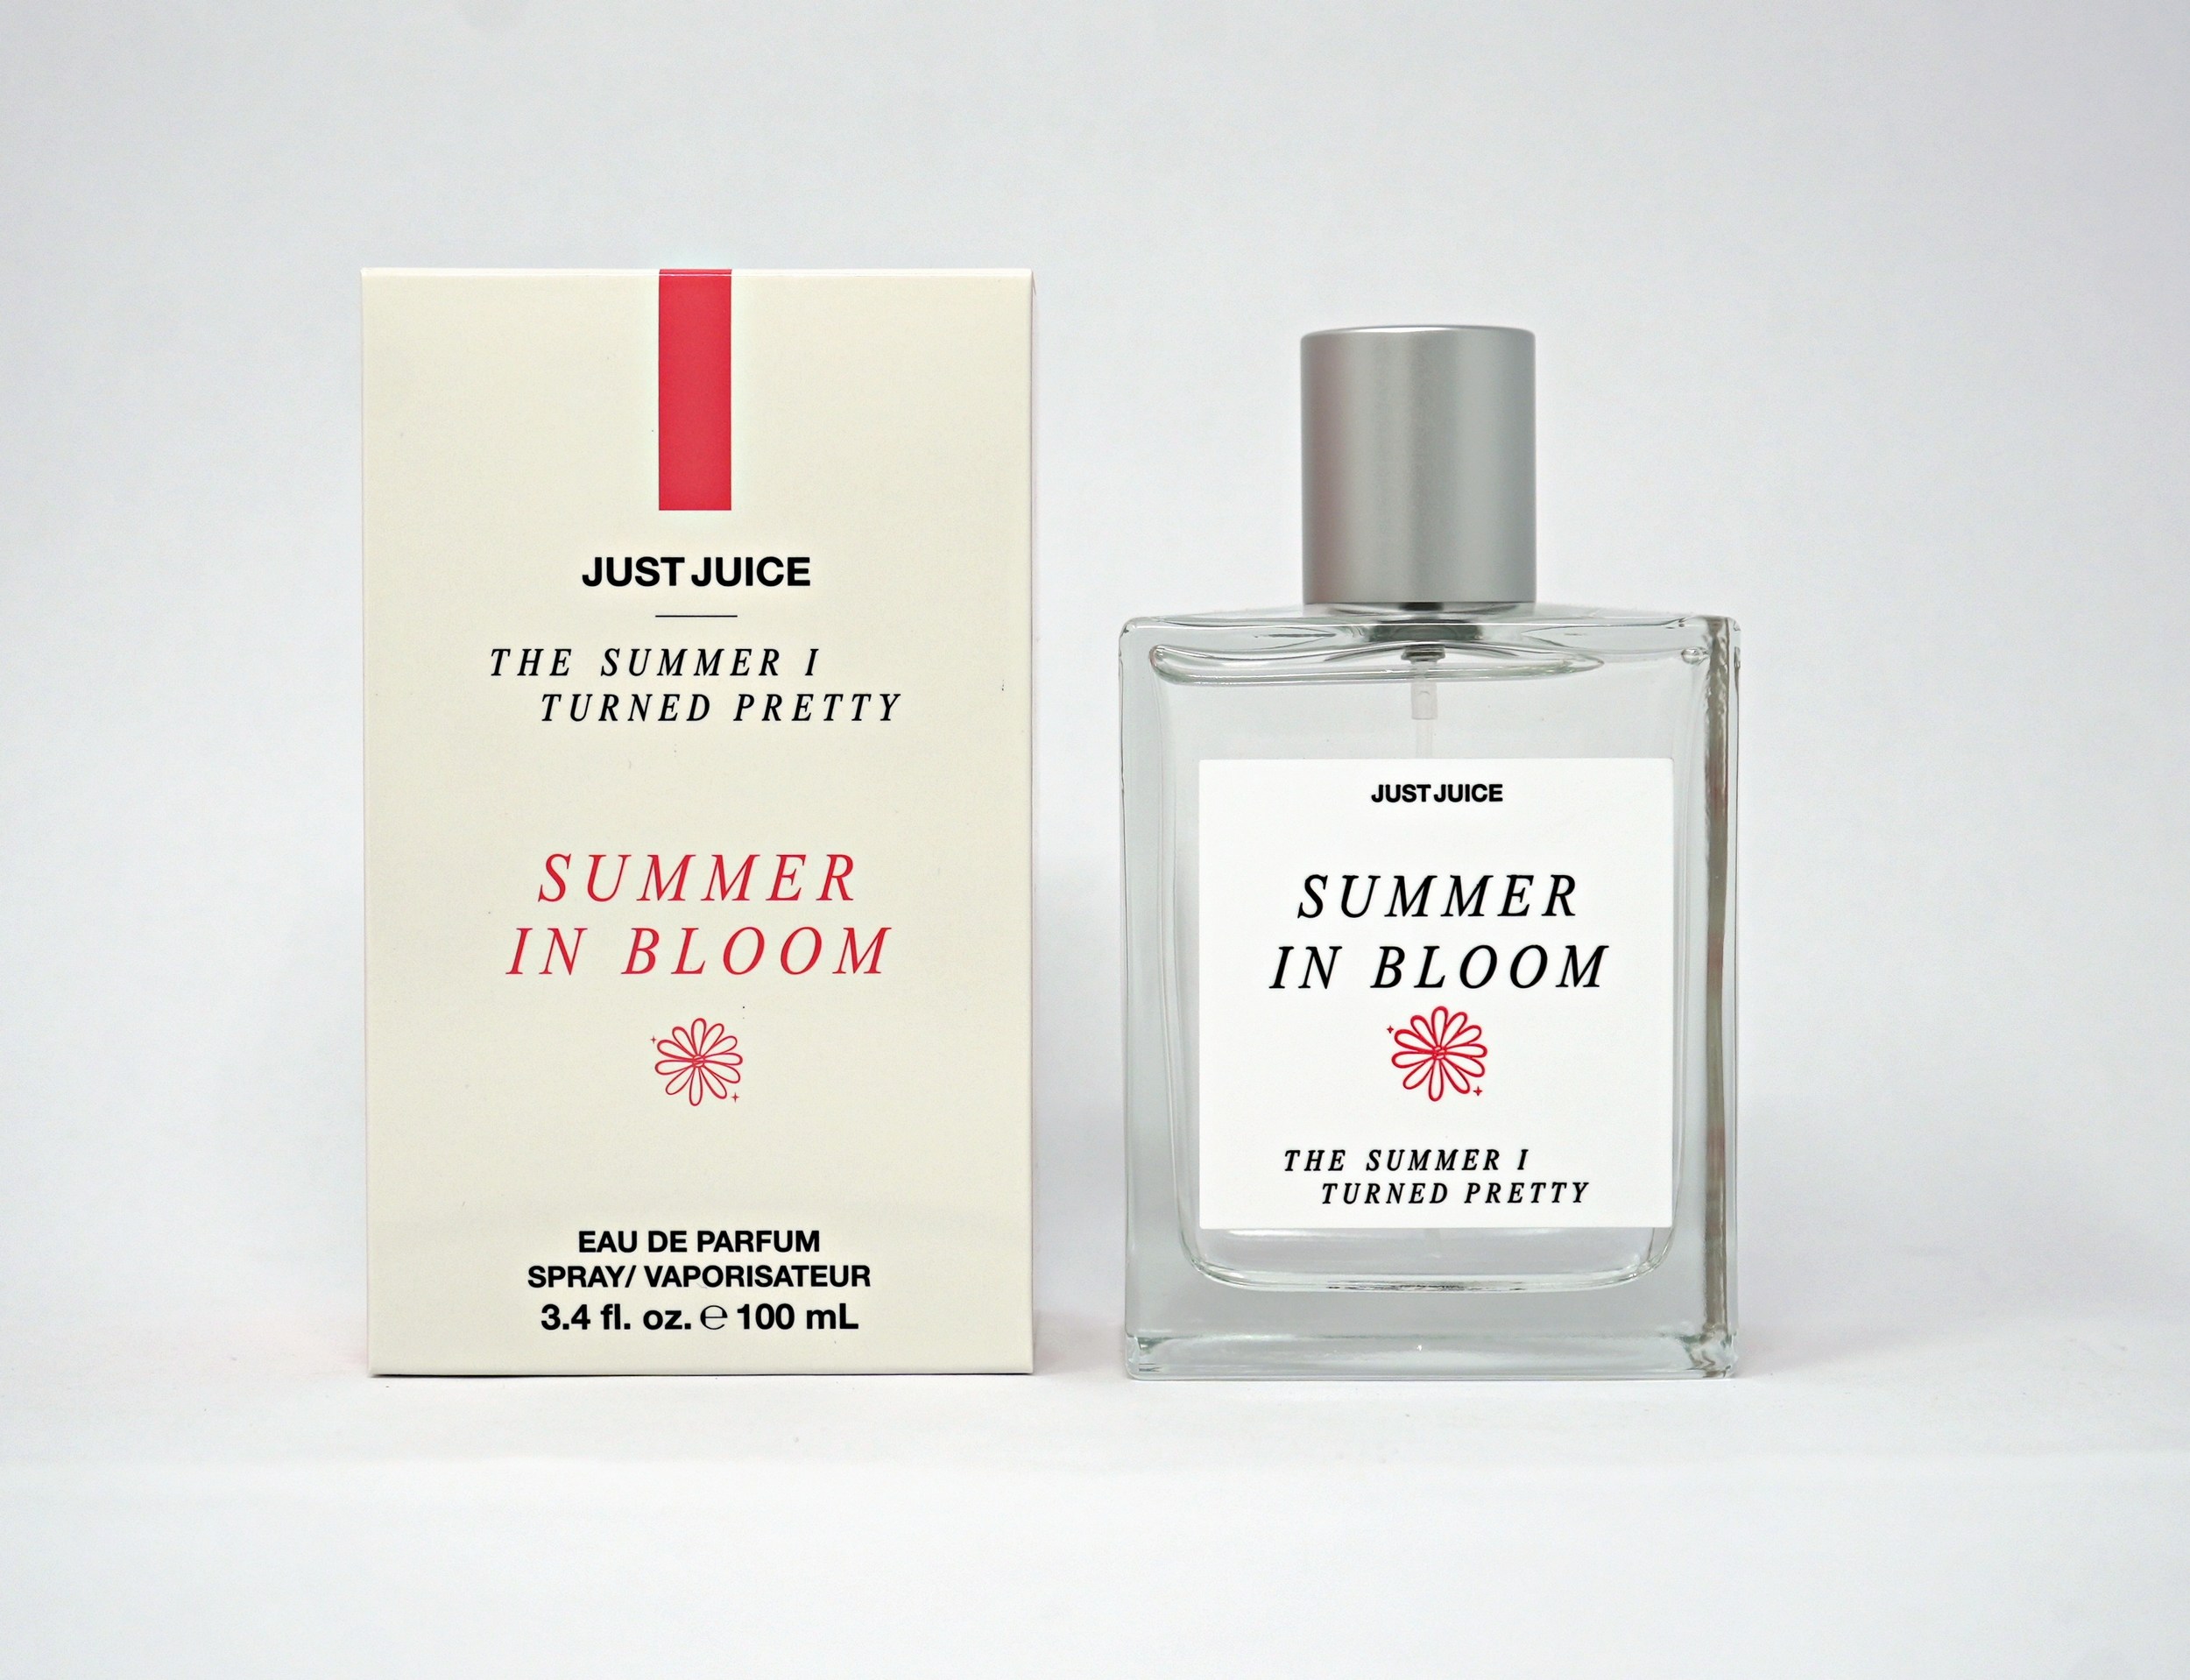 JUST JUICE
THE SUMMER I
TURNED PRETTY
SUMMER
IN BLOOM
EAU DE PARFUM
SPRAY/ VAPORISATEUR
3.4 fl. oz. ℮ 100 mL
JUST JUICE
SUMMER
IN BLOOM
THE SUMMER I
TURNED PRETTY